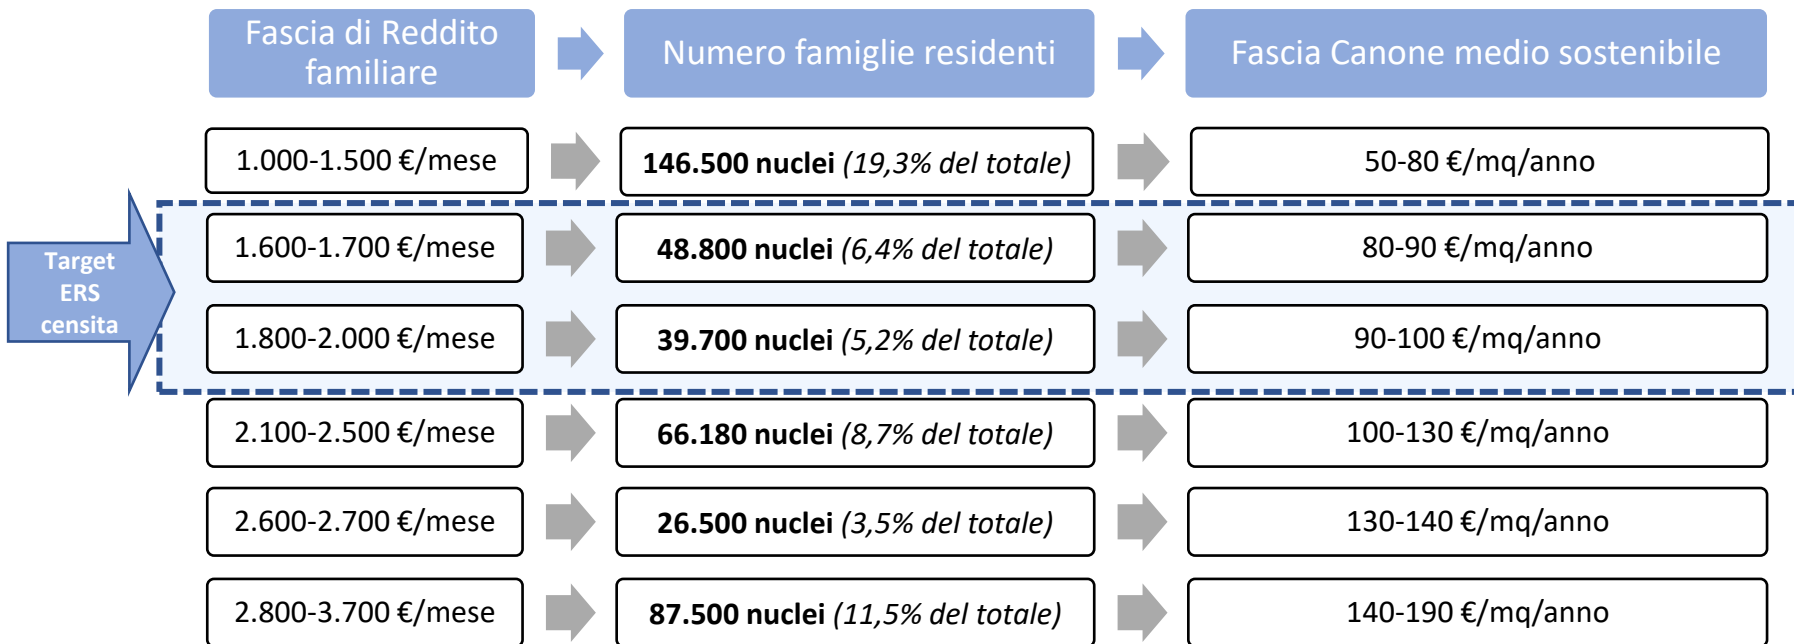 Fascia di Reddito
familiare
Numero famiglie residenti
Fascia Canone medio sostenibile
1.000-1.500 €/mese
146.500 nuclei (19,3% del totale)
50-80 €/mq/anno
Target
ERS
censita
1.600-1.700 €/mese
48.800 nuclei (6,4% del totale)
80-90 €/mq/anno
1.800-2.000 €/mese
39.700 nuclei (5,2% del totale)
90-100 €/mq/anno
2.100-2.500 €/mese
66.180 nuclei (8,7% del totale)
100-130 €/mq/anno
2.600-2.700 €/mese
26.500 nuclei (3,5% del totale)
130-140 €/mq/anno
2.800-3.700 €/mese
87.500 nuclei (11,5% del totale)
140-190 €/mq/anno